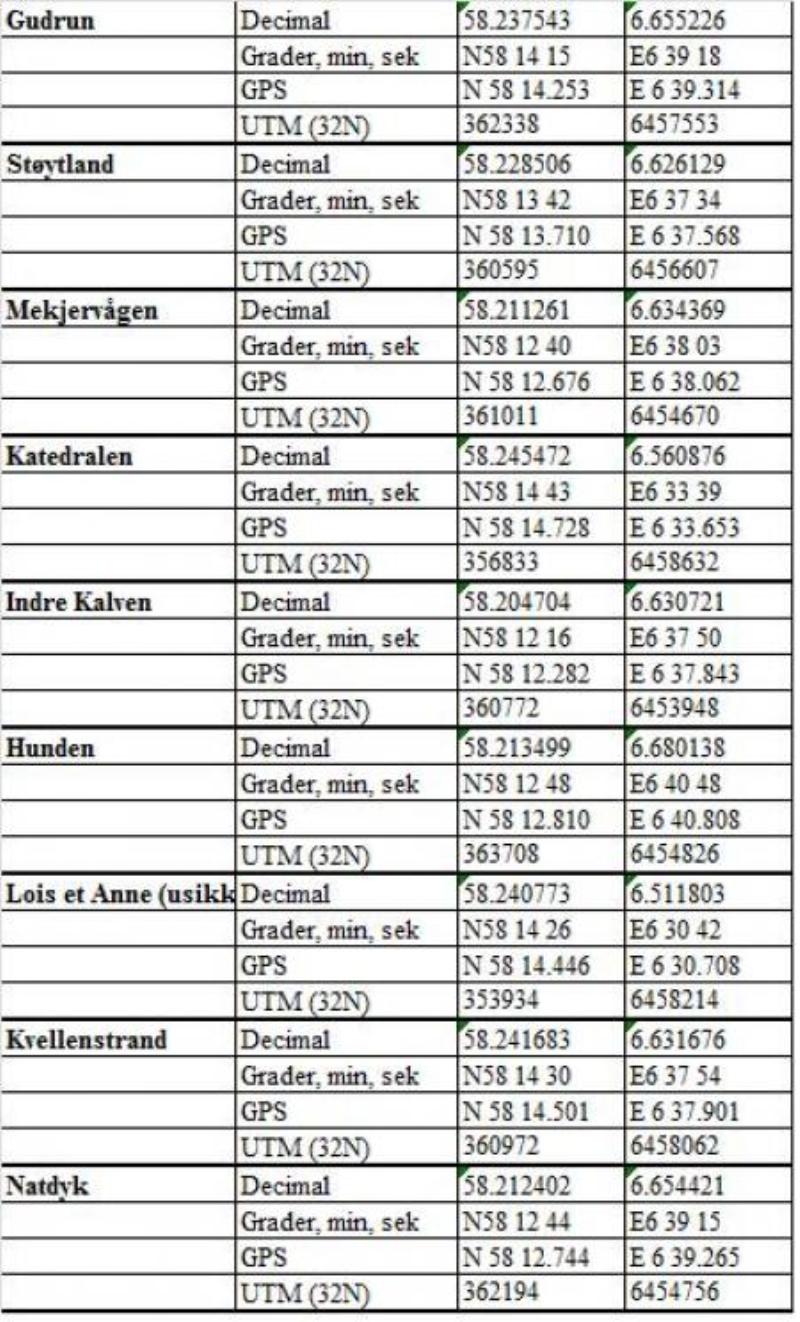 Gudrun Decimal 58.237543 6.655226
Grader, min, sek N58 14 15 E6 39 18
GPS N 58 14.253 E 6 39.314
UTM (32N) 362338 6457553
Støytland Decimal 58.228506 6.626129
Grader, min, sek N58 13 42 E6 37 34
GPS N 58 13.710 E 6 37.568
UTM (32N) 360595 6456607
Mekjervågen Decimal 58.211261 6.634369
Grader, min, sek N58 12 40 E6 38 03
GPS N 58 12.676 E 6 38.062
UTM (32N) 361011 6454670
Katedralen Decimal 58.245472 6.560876
Grader, min, sek N58 14 43 E6 33 39
GPS N 58 14.728 E 6 33.653
UTM (32N) 356833 6458632
Indre Kalven Decimal 58.204704 6.630721
Grader, min, sek N58 12 16 E6 37 50
GPS N 58 12.282 E 6 37.843
UTM (32N) 360772 6453948
Hunden Decimal 58.213499 6.680138
Grader, min, sek N58 12 48 E6 40 48
GPS N 58 12.810 E 6 40.808
UTM (32N) 363708 6454826
Lois et Anne (usikk Decimal 58.240773 6.511803
Grader, min, sek N58 14 26 E6 30 42
GPS N 58 14.446 E 6 30.708
UTM (32N) 353934 6458214
Kvellenstrand Decimal 58.241683 6.631676
Grader, min, sek N58 14 30 E6 37 54
GPS N 58 14.501 E 6 37.901
UTM (32N) 360972 6458062
Natdyk Decimal 58.212402 6.654421
Grader, min, sek N58 12 44 E6 39 15
GPS N 58 12.744 E 6 39.265
UTM (32N) 362194 6454756